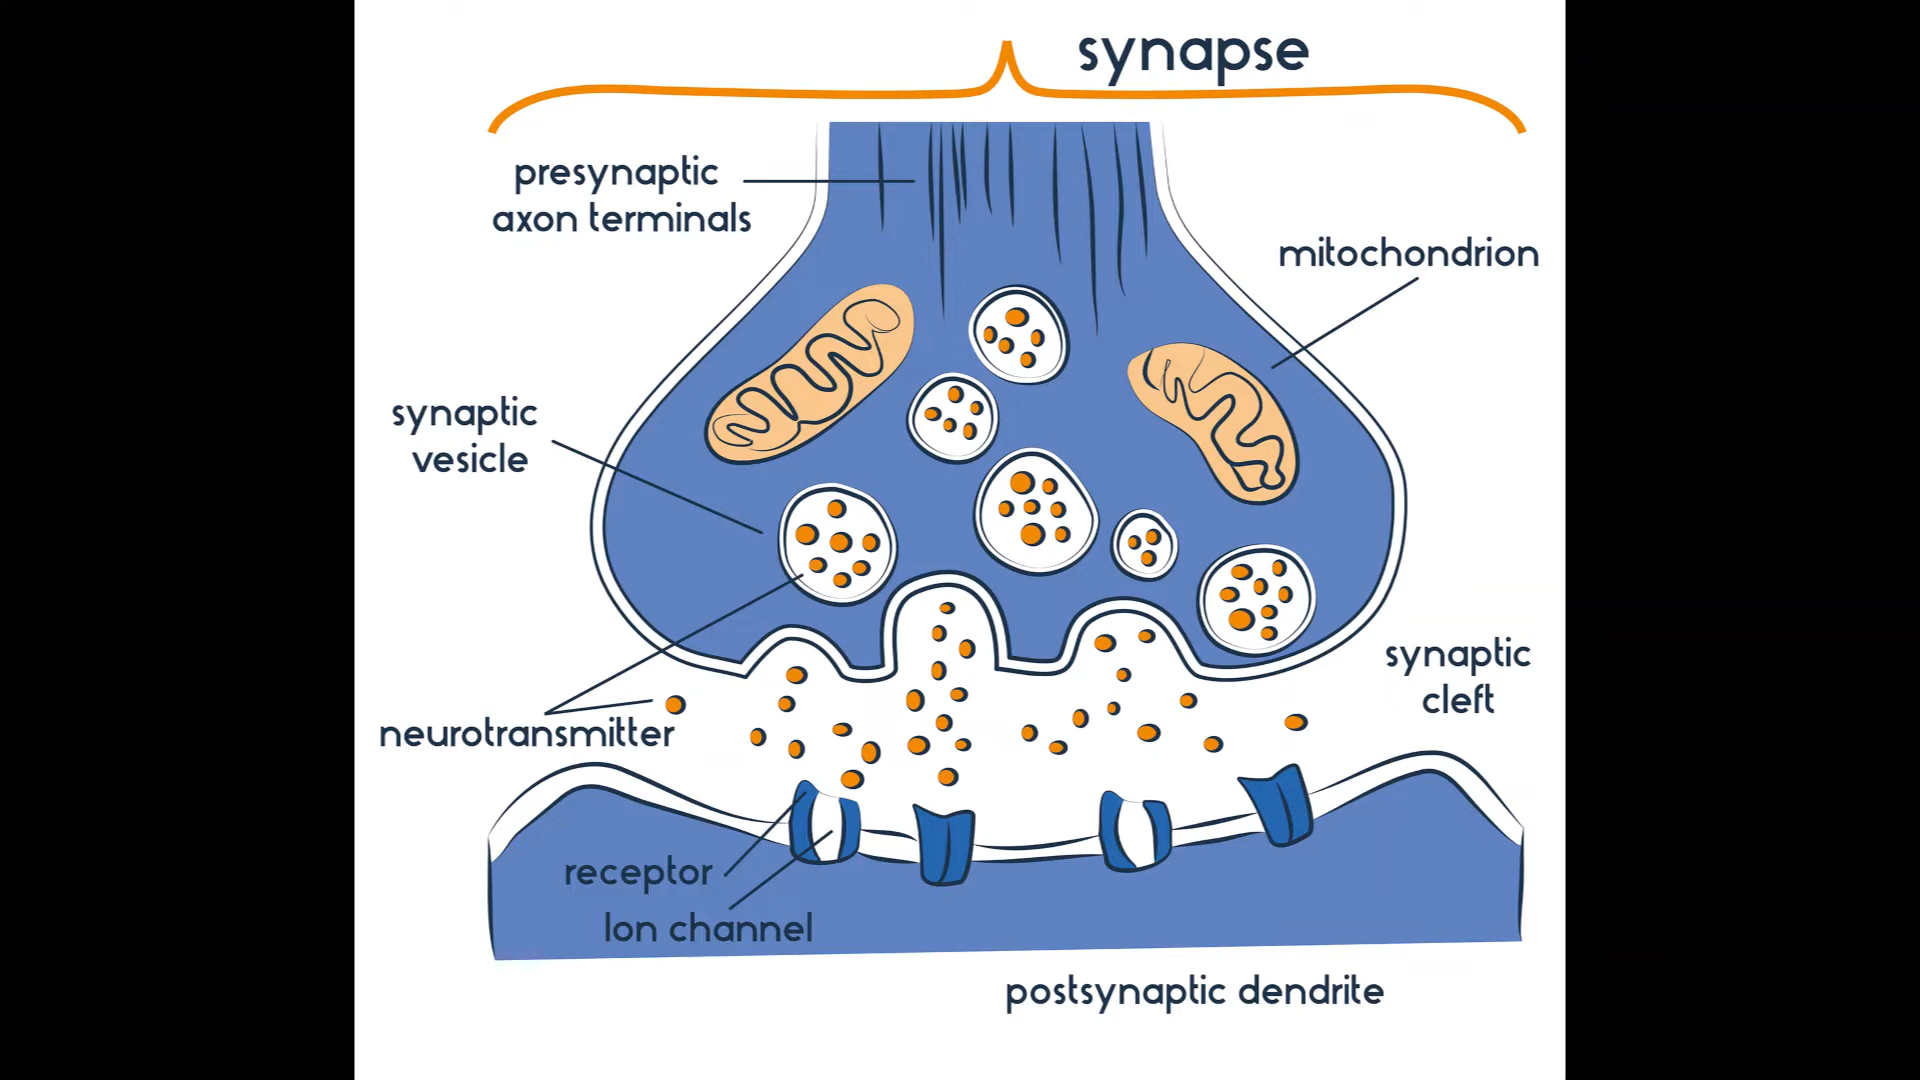 synapse
presynaptic
axon terminals
mitochondrion
synaptic
vesicle
synaptic
cleft
neurotransmitter
receptor
Ion channel
postsynaptic dendrite